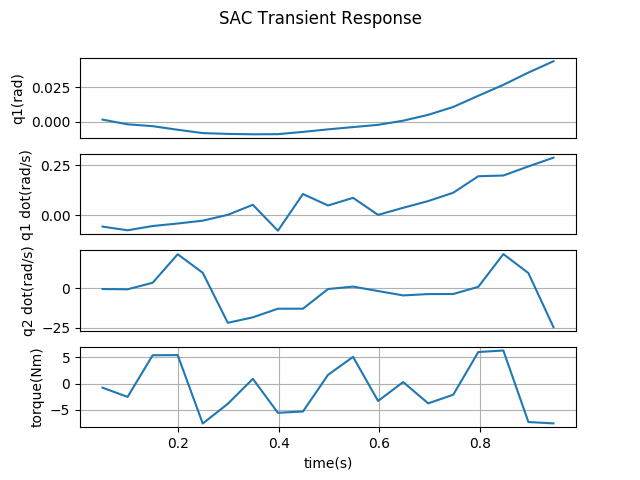 SAC Transient Response
q1(rad)
0.025
0.000
q1 dot(rad/s)
0.25
0.00
q2 dot(rad/s)
0
−25
torque(Nm)
5
0
−5
0.2 0.4 0.6 0.8
time(s)